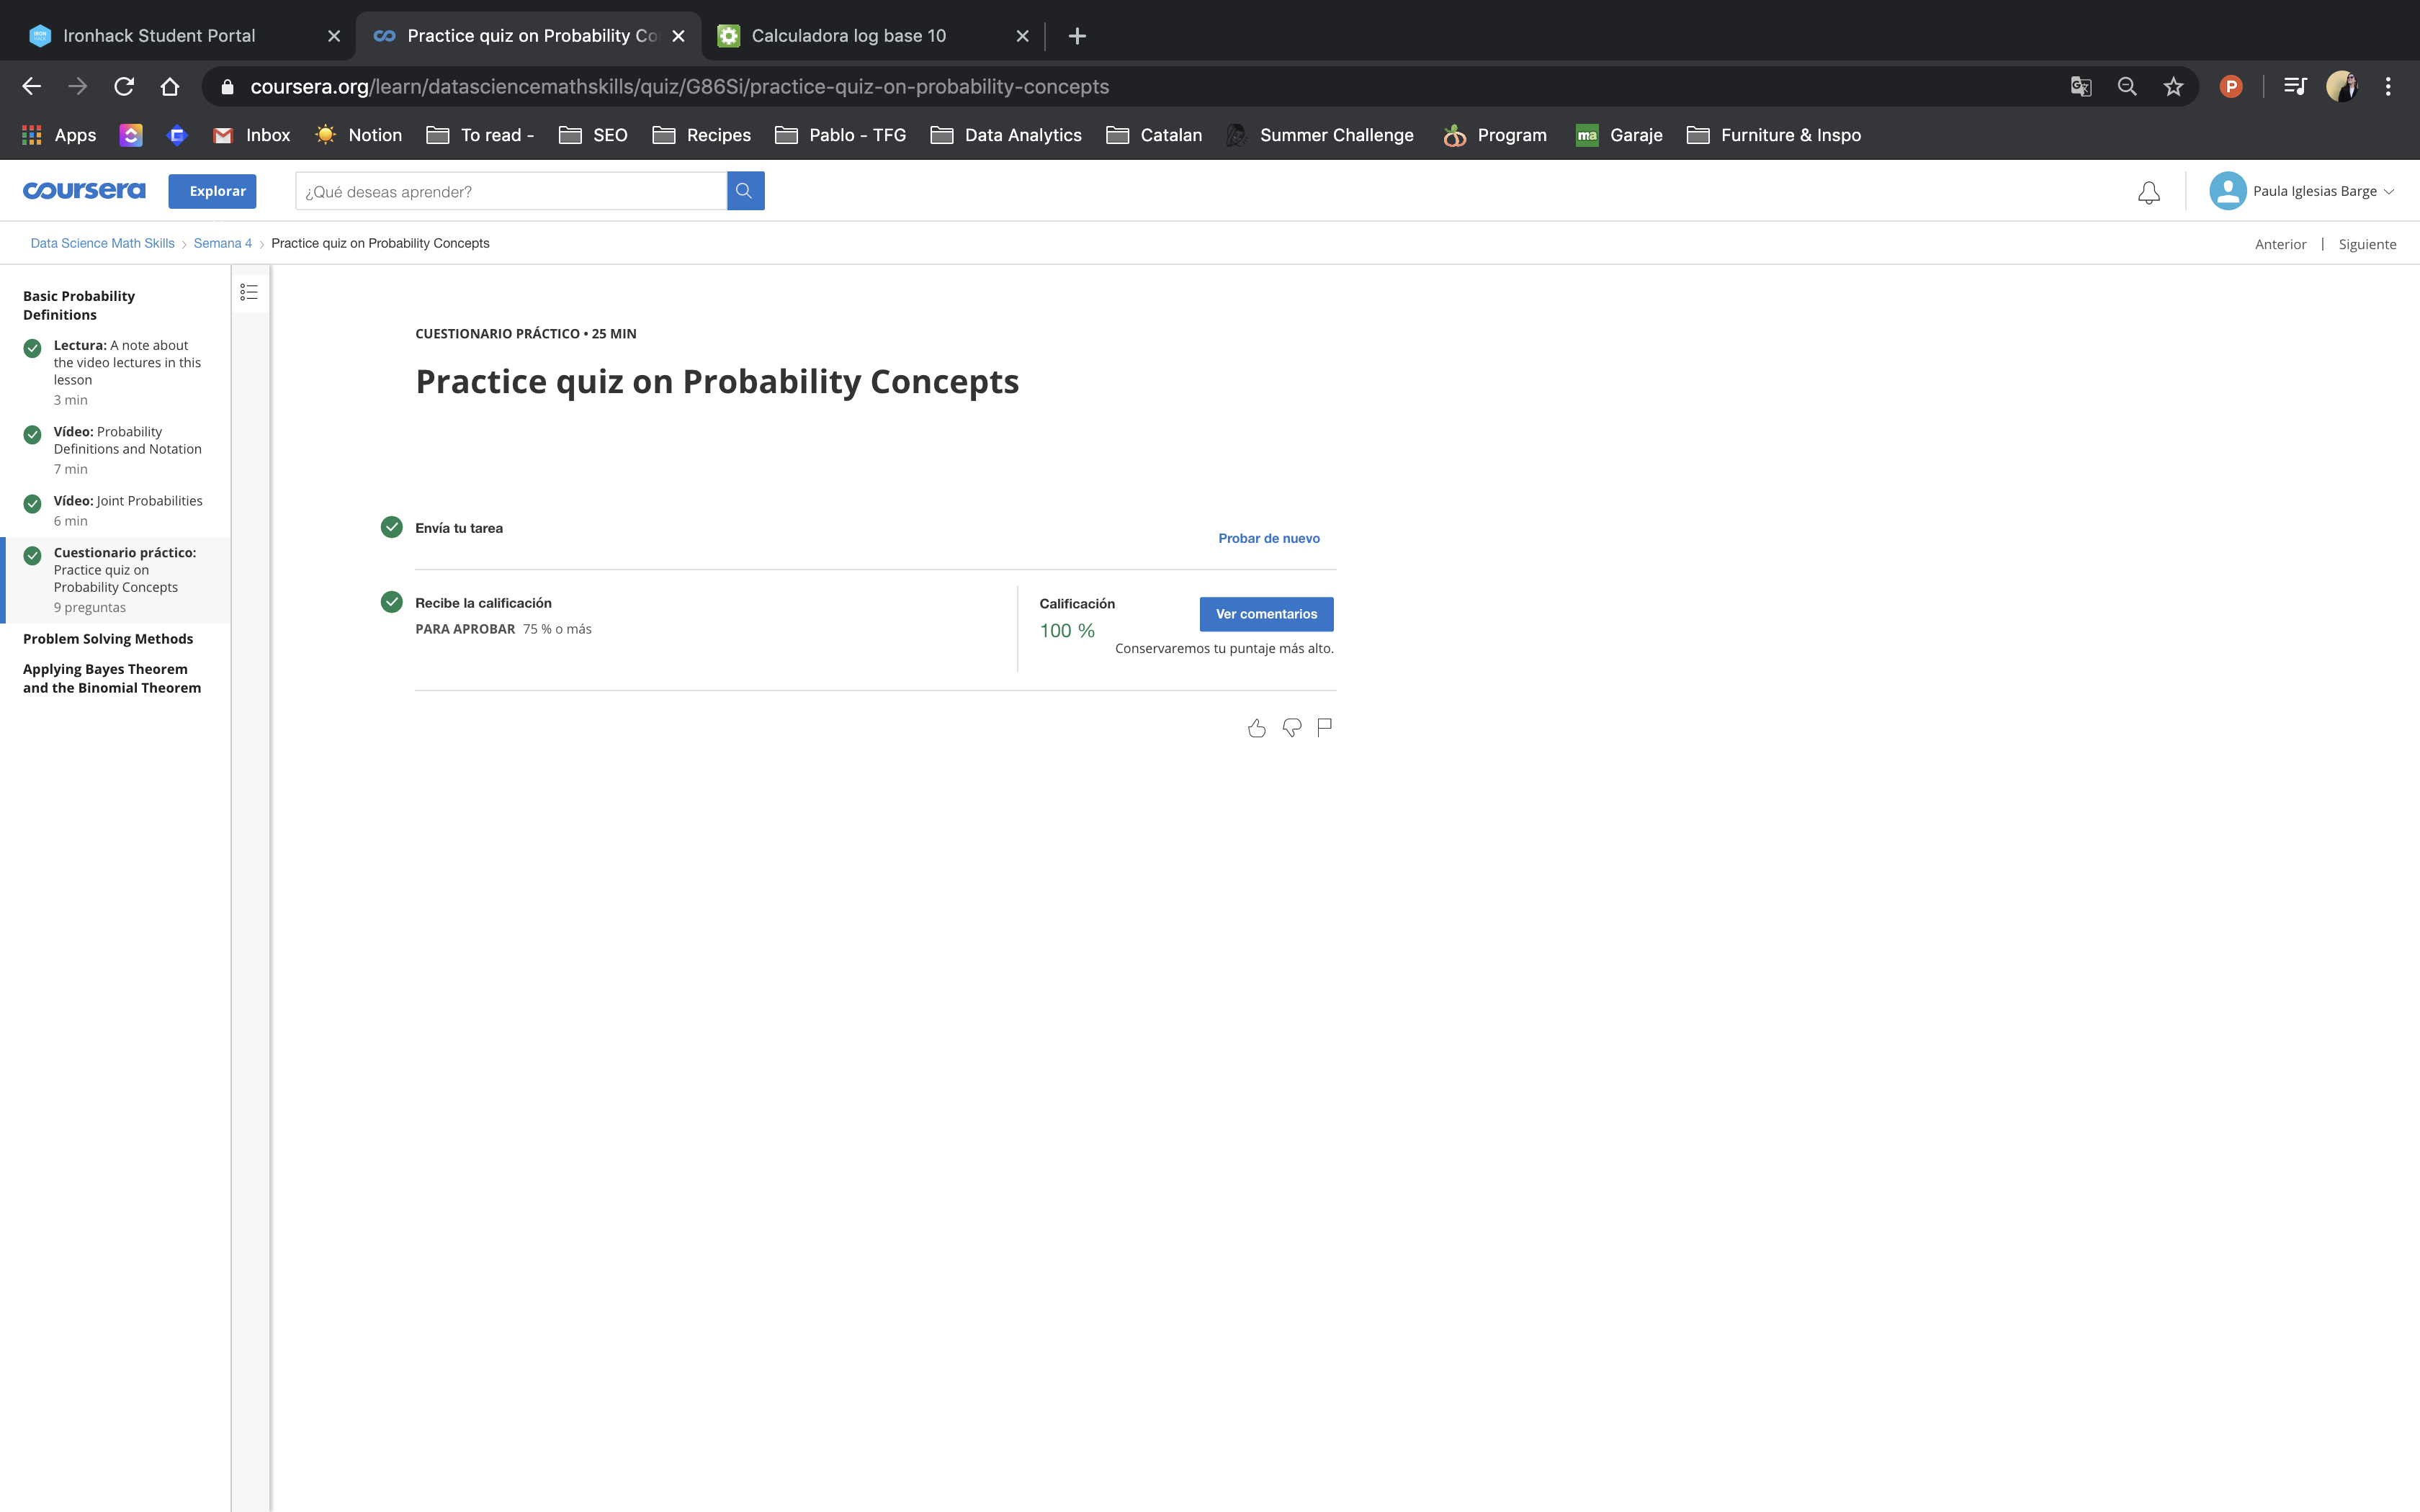 Ironhack Student Portal
Practice quiz on Probability Co
Calculadora log base 10
coursera.org/learn/datasciencemathskills/quiz/G86Si/practice-quiz-on-probability-concepts
P
Apps
Inbox
Notion
To read -
SEO
Recipes
Pablo - TFG
Data Analytics
Catalan
Summer Challenge
Program
ma
Garaje
Furniture & Inspo
coursera
Explorar
¿Qué deseas aprender?
Paula Iglesias Barge
Data Science Math Skills
Semana 4
Practice quiz on Probability Concepts
Anterior | Siguiente
Basic Probability
Definitions
Lectura: A note about
the video lectures in this
lesson
3 min
Vídeo: Probability
Definitions and Notation
7 min
Vídeo: Joint Probabilities
6 min
Cuestionario práctico:
Practice quiz on
Probability Concepts
9 preguntas
Problem Solving Methods
Applying Bayes Theorem
and the Binomial Theorem
CUESTIONARIO PRÁCTICO • 25 MIN
Practice quiz on Probability Concepts
Envía tu tarea
Probar de nuevo
Recibe la calificación
PARA APROBAR 75 % o más
Calificación
100 %
Ver comentarios
Conservaremos tu puntaje más alto.